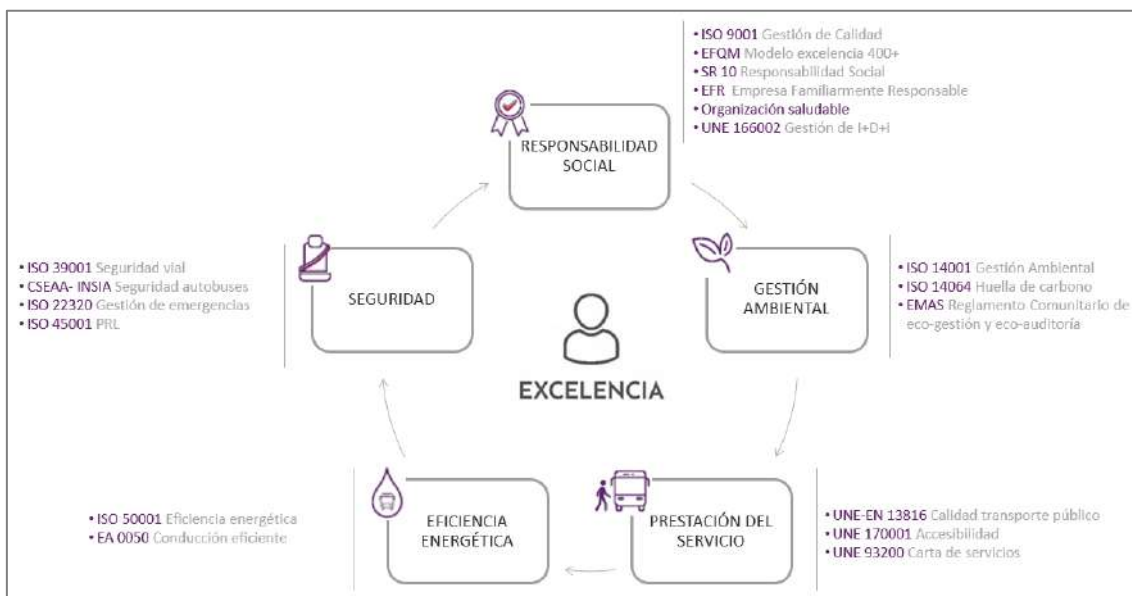 • ISO 9001 Gestión de Calidad
• EFQM Modelo excelencia 400+
• SR 10 Responsabilidad Social
• EFR Empresa Familiarmente Responsable
• Organización saludable
• UNE 166002 Gestión de I+D+I
RESPONSABILIDAD
SOCIAL
• ISO 39001 Seguridad vial
• CSEAA- INSIA Seguridad autobuses
• ISO 22320 Gestión de emergencias
• ISO 45001 PRL
SEGURIDAD
GESTIÓN
AMBIENTAL
• ISO 14001 Gestión Ambiental
• ISO 14064 Huella de carbono
• EMAS Reglamento Comunitario de
eco-gestión y eco-auditoría
EXCELENCIA
• ISO 50001 Eficiencia energética
• EA 0050 Conducción eficiente
EFICIENCIA
ENERGÉTICA
PRESTACIÓN DEL
SERVICIO
• UNE-EN 13816 Calidad transporte público
• UNE 170001 Accesibilidad
• UNE 93200 Carta de servicios